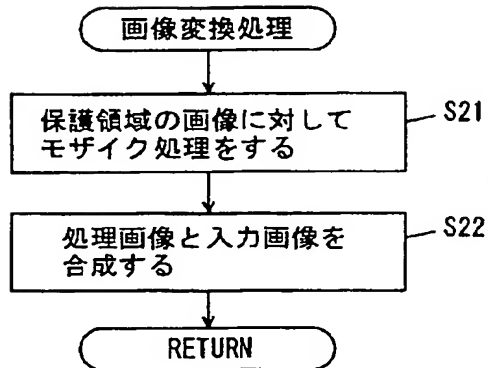 画像変換処理
保護領域の画像に対して
モザイク処理をする
S21
処理画像と入力画像を
合成する
S22
RETURN